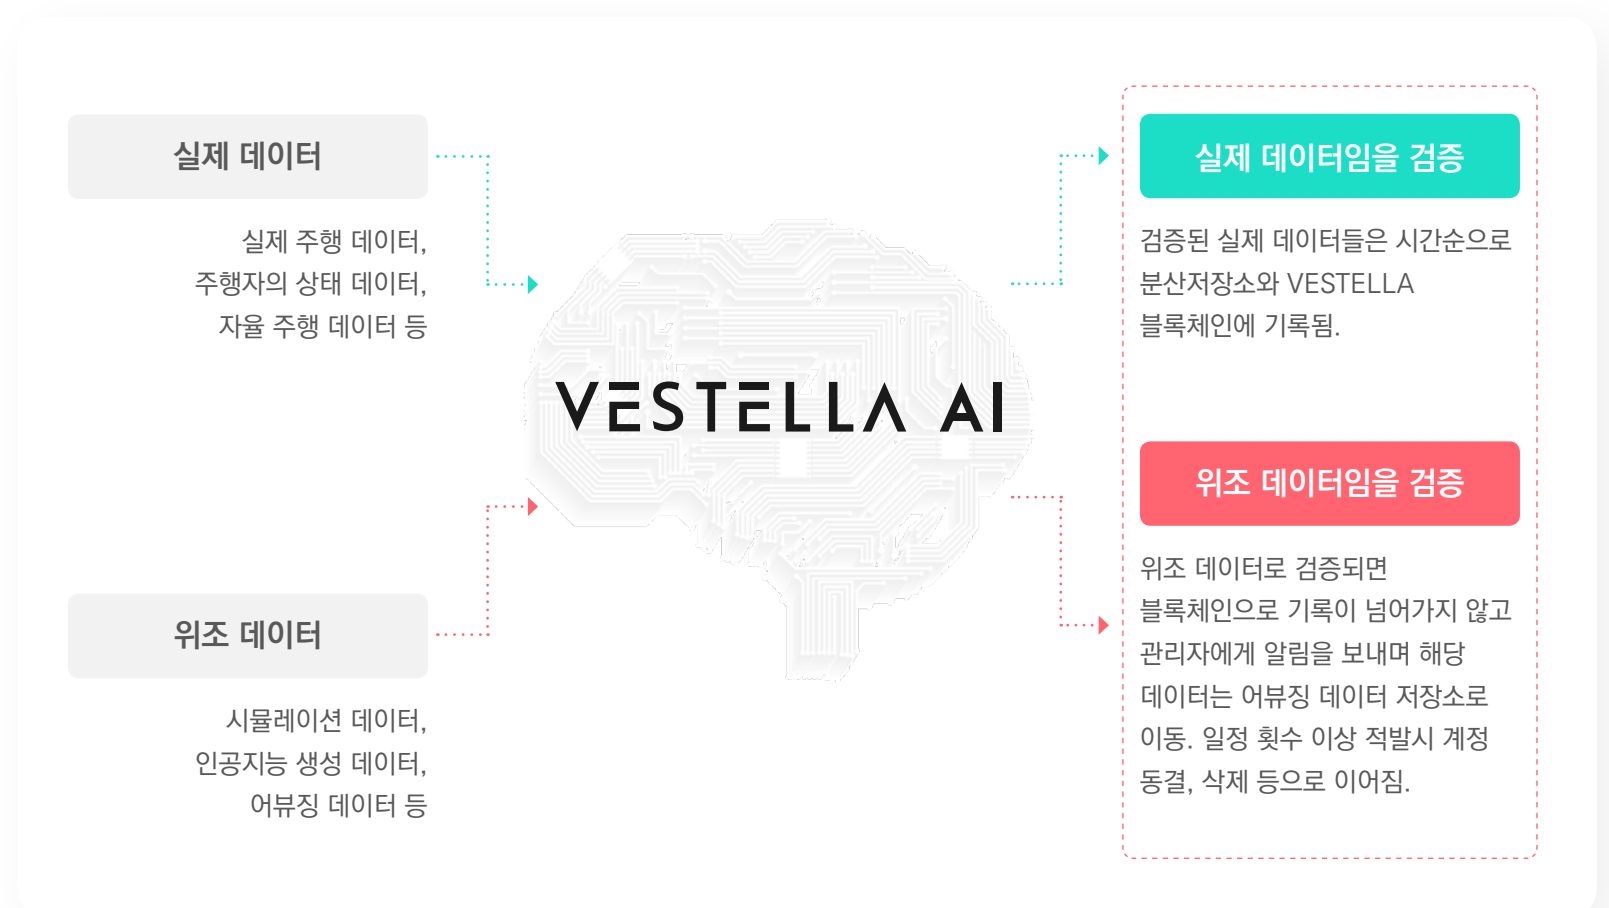 실제 데이터
실제 주행 데이터,
주행자의 상태 데이터,
자율 주행 데이터 등
위조 데이터
시뮬레이션 데이터,
인공지능 생성 데이터,
어뷰징 데이터 등
VESTELLA AI
실제 데이터임을 검증
검증된 실제 데이터들은 시간순으로
분산저장소와 VESTELLA
블록체인에 기록됨.
위조 데이터임을 검증
위조 데이터로 검증되면
블록체인으로 기록이 넘어가지 않고
관리자에게 알림을 보내며 해당
데이터는 어뷰징 데이터 저장소로
이동. 일정 횟수 이상 적발시 계정
동결, 삭제 등으로 이어짐.